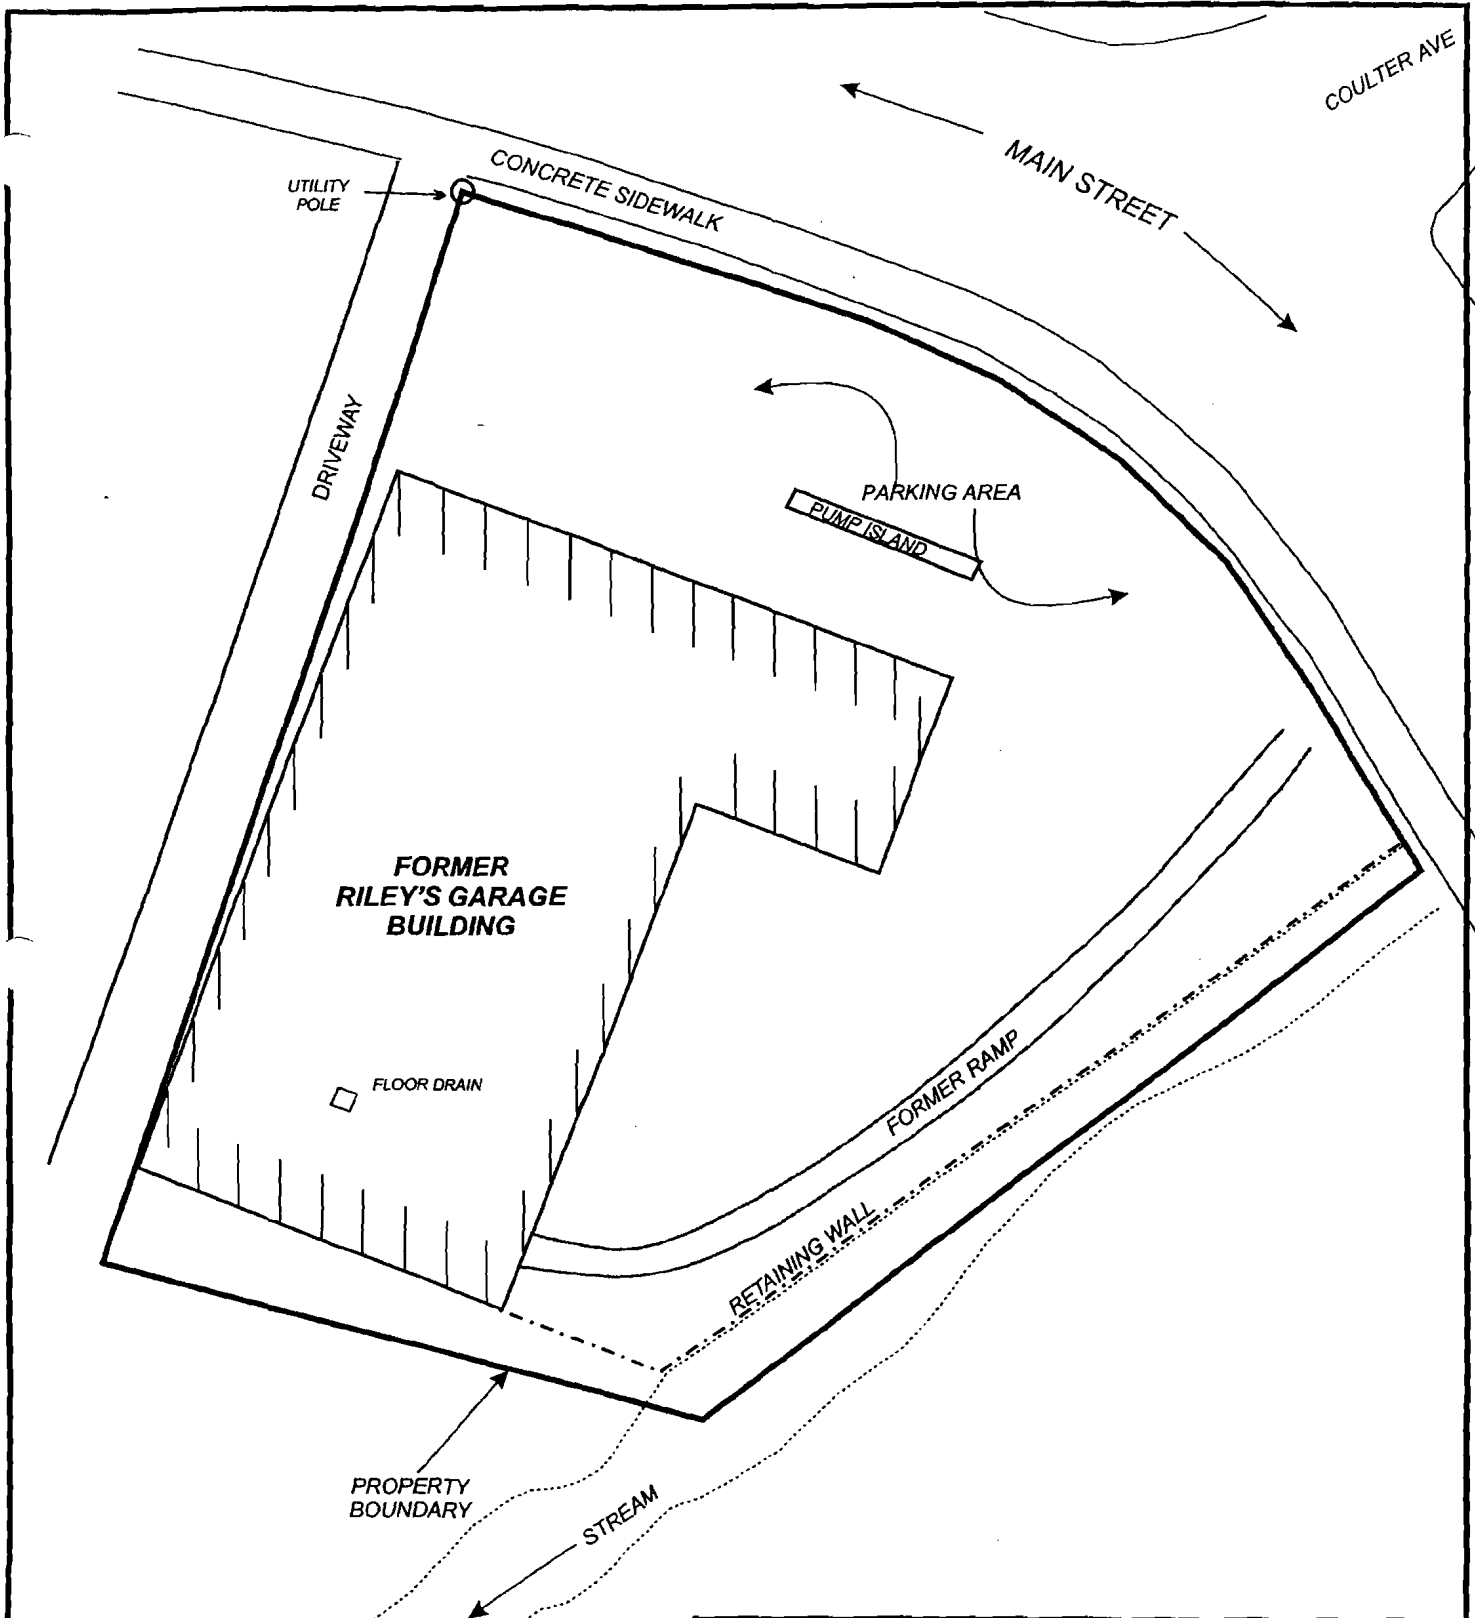 COULTER AVE
MAIN STREET
CONCRETE SIDEWALK
UTILITY
POLE
DRIVEWAY
PARKING AREA
PUMP ISLAND
FORMER
RILEY'S GARAGE
BUILDING
FLOOR DRAIN
FORMER RAMP
RETAINING WALL
PROPERTY
BOUNDARY
STREAM